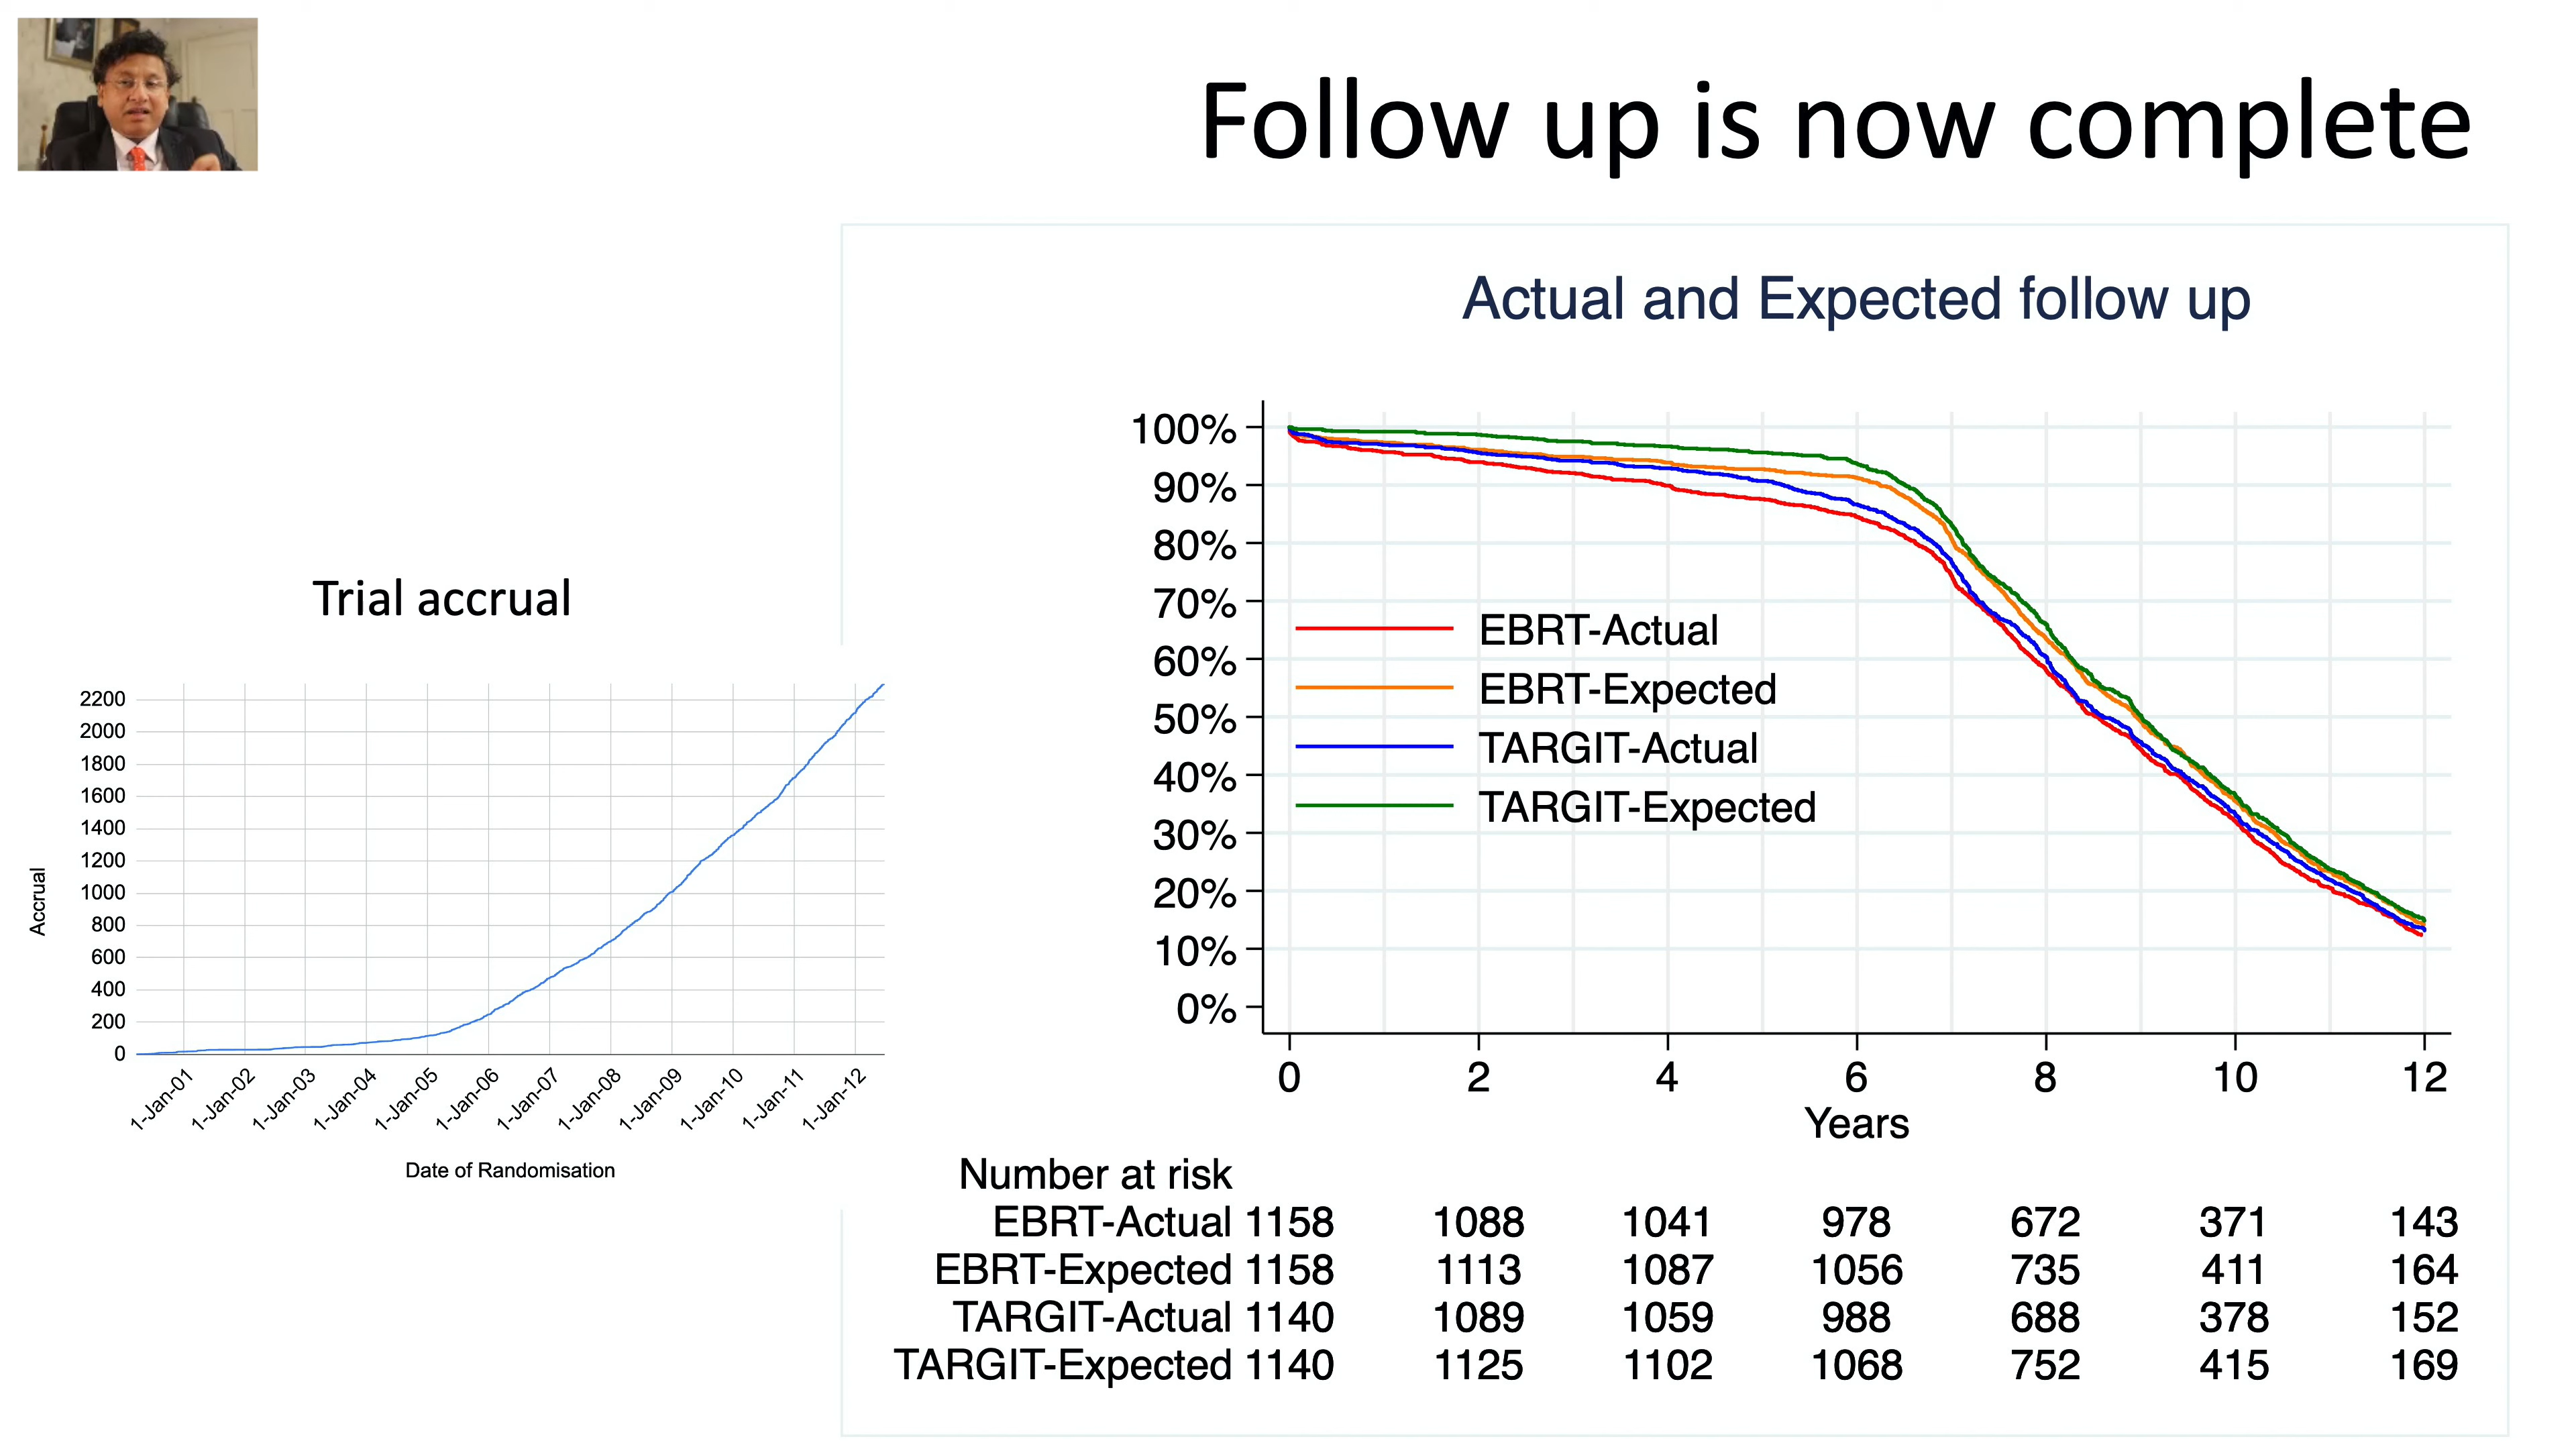 Follow up is now complete
Trial accrual
2200
2000
1800
1600
1400
1200
1000
800
600
400
200
0
Accrual
1-Jan-01
1-Jan-02
1-Jan-03
1-Jan-04
1-Jan-05
1-Jan-06
1-Jan-07
1-Jan-08
1-Jan-09
1-Jan-10
1-Jan-11
1-Jan-12
Date of Randomisation
Actual and Expected follow up
100%
90%
80%
70%
60%
50%
40%
30%
20%
10%
0%
EBRT-Actual
EBRT-Expected
TARGIT-Actual
TARGIT-Expected
0 2 4 6 8 10 12
Years
Number at risk
EBRT-Actual 1158 1088 1041 978 672 371 143
EBRT-Expected 1158 1113 1087 1056 735 411 164
TARGIT-Actual 1140 1089 1059 988 688 378 152
TARGIT-Expected 1140 1125 1102 1068 752 415 169